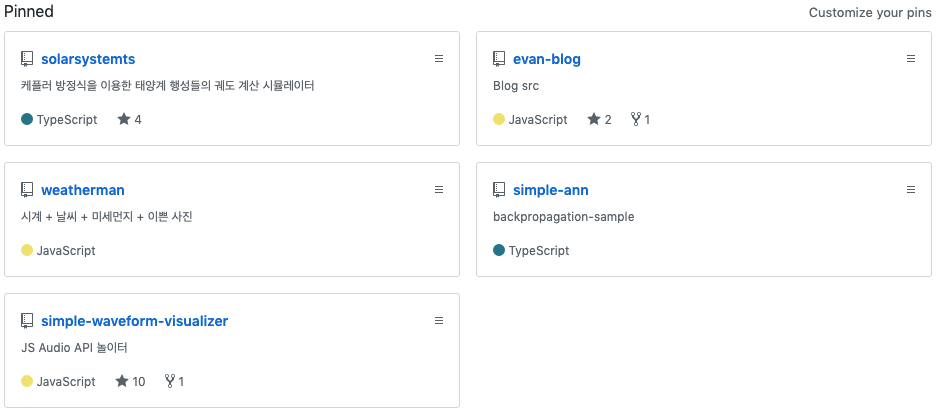 Pinned
Customize your pins
solarsystemts
케플러 방정식을 이용한 태양계 행성들의 궤도 계산 시뮬레이터
TypeScript 4
evan-blog
Blog src
JavaScript 2 1
weatherman
시계 + 날씨 + 미세먼지 + 이쁜 사진
JavaScript
simple-ann
backpropagation-sample
TypeScript
simple-waveform-visualizer
JS Audio API 놀이터
JavaScript 10 1